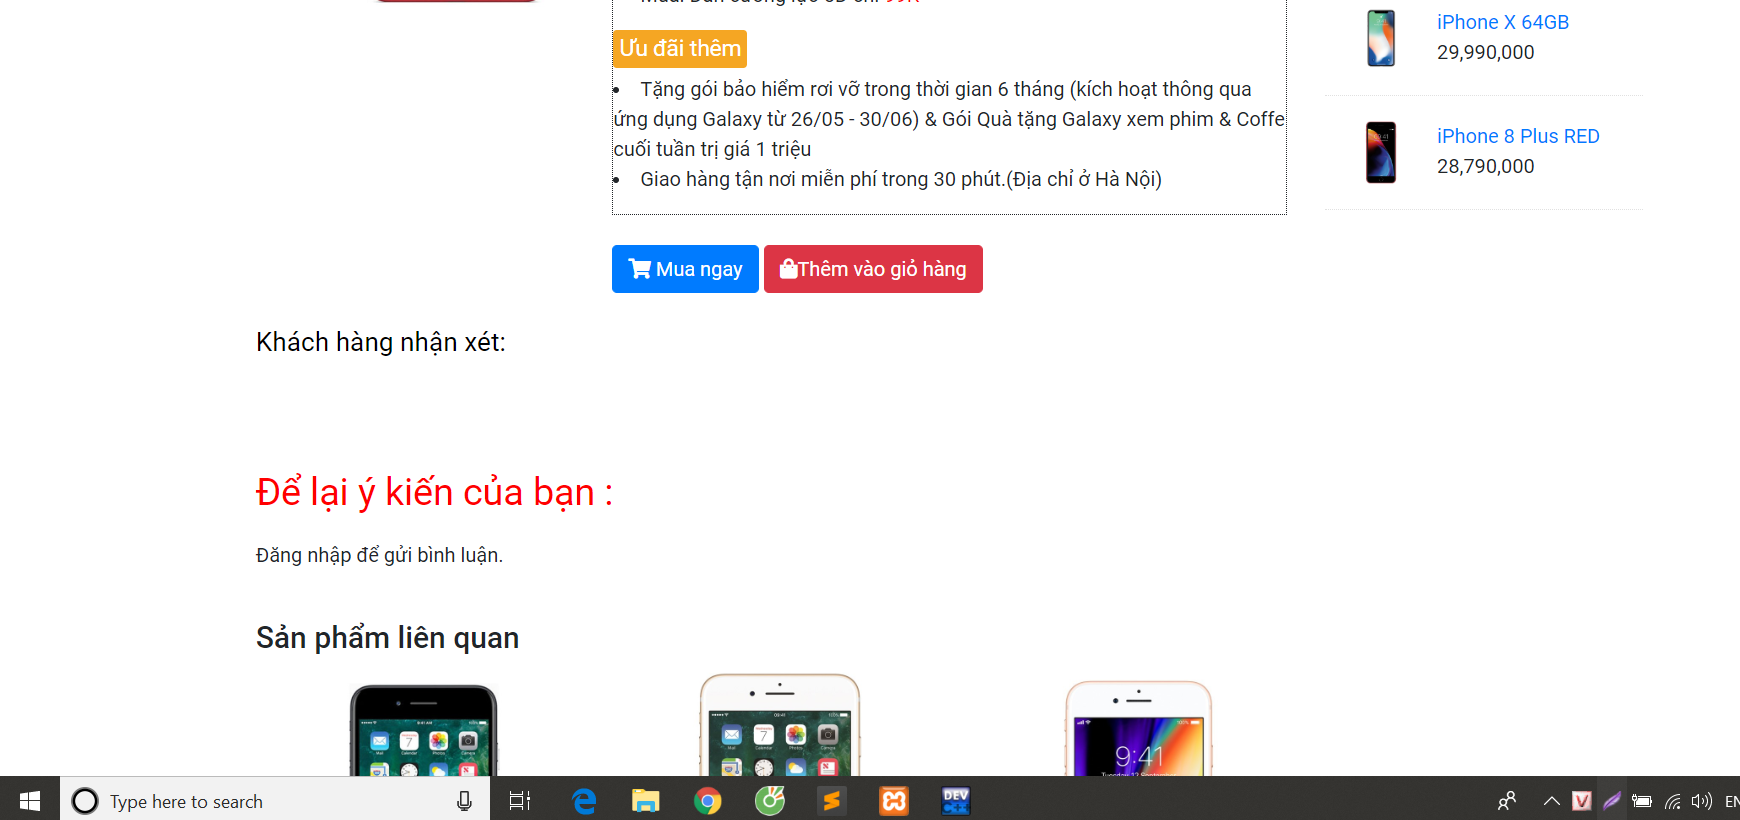 Ưu đãi thêm
Tặng gói bảo hiểm rơi vỡ trong thời gian 6 tháng (kích hoạt thông qua
ứng dụng Galaxy từ 26/05 - 30/06) & Gói Quà tặng Galaxy xem phim & Coffe
cuối tuần trị giá 1 triệu
Giao hàng tận nơi miễn phí trong 30 phút.(Địa chỉ ở Hà Nội)
Mua ngay
Thêm vào giỏ hàng
iPhone X 64GB
29,990,000
iPhone 8 Plus RED
28,790,000
Khách hàng nhận xét:
Để lại ý kiến của bạn :
Đăng nhập để gửi bình luận.
Sản phẩm liên quan
9:41
Type here to search
DEV
C++
EN